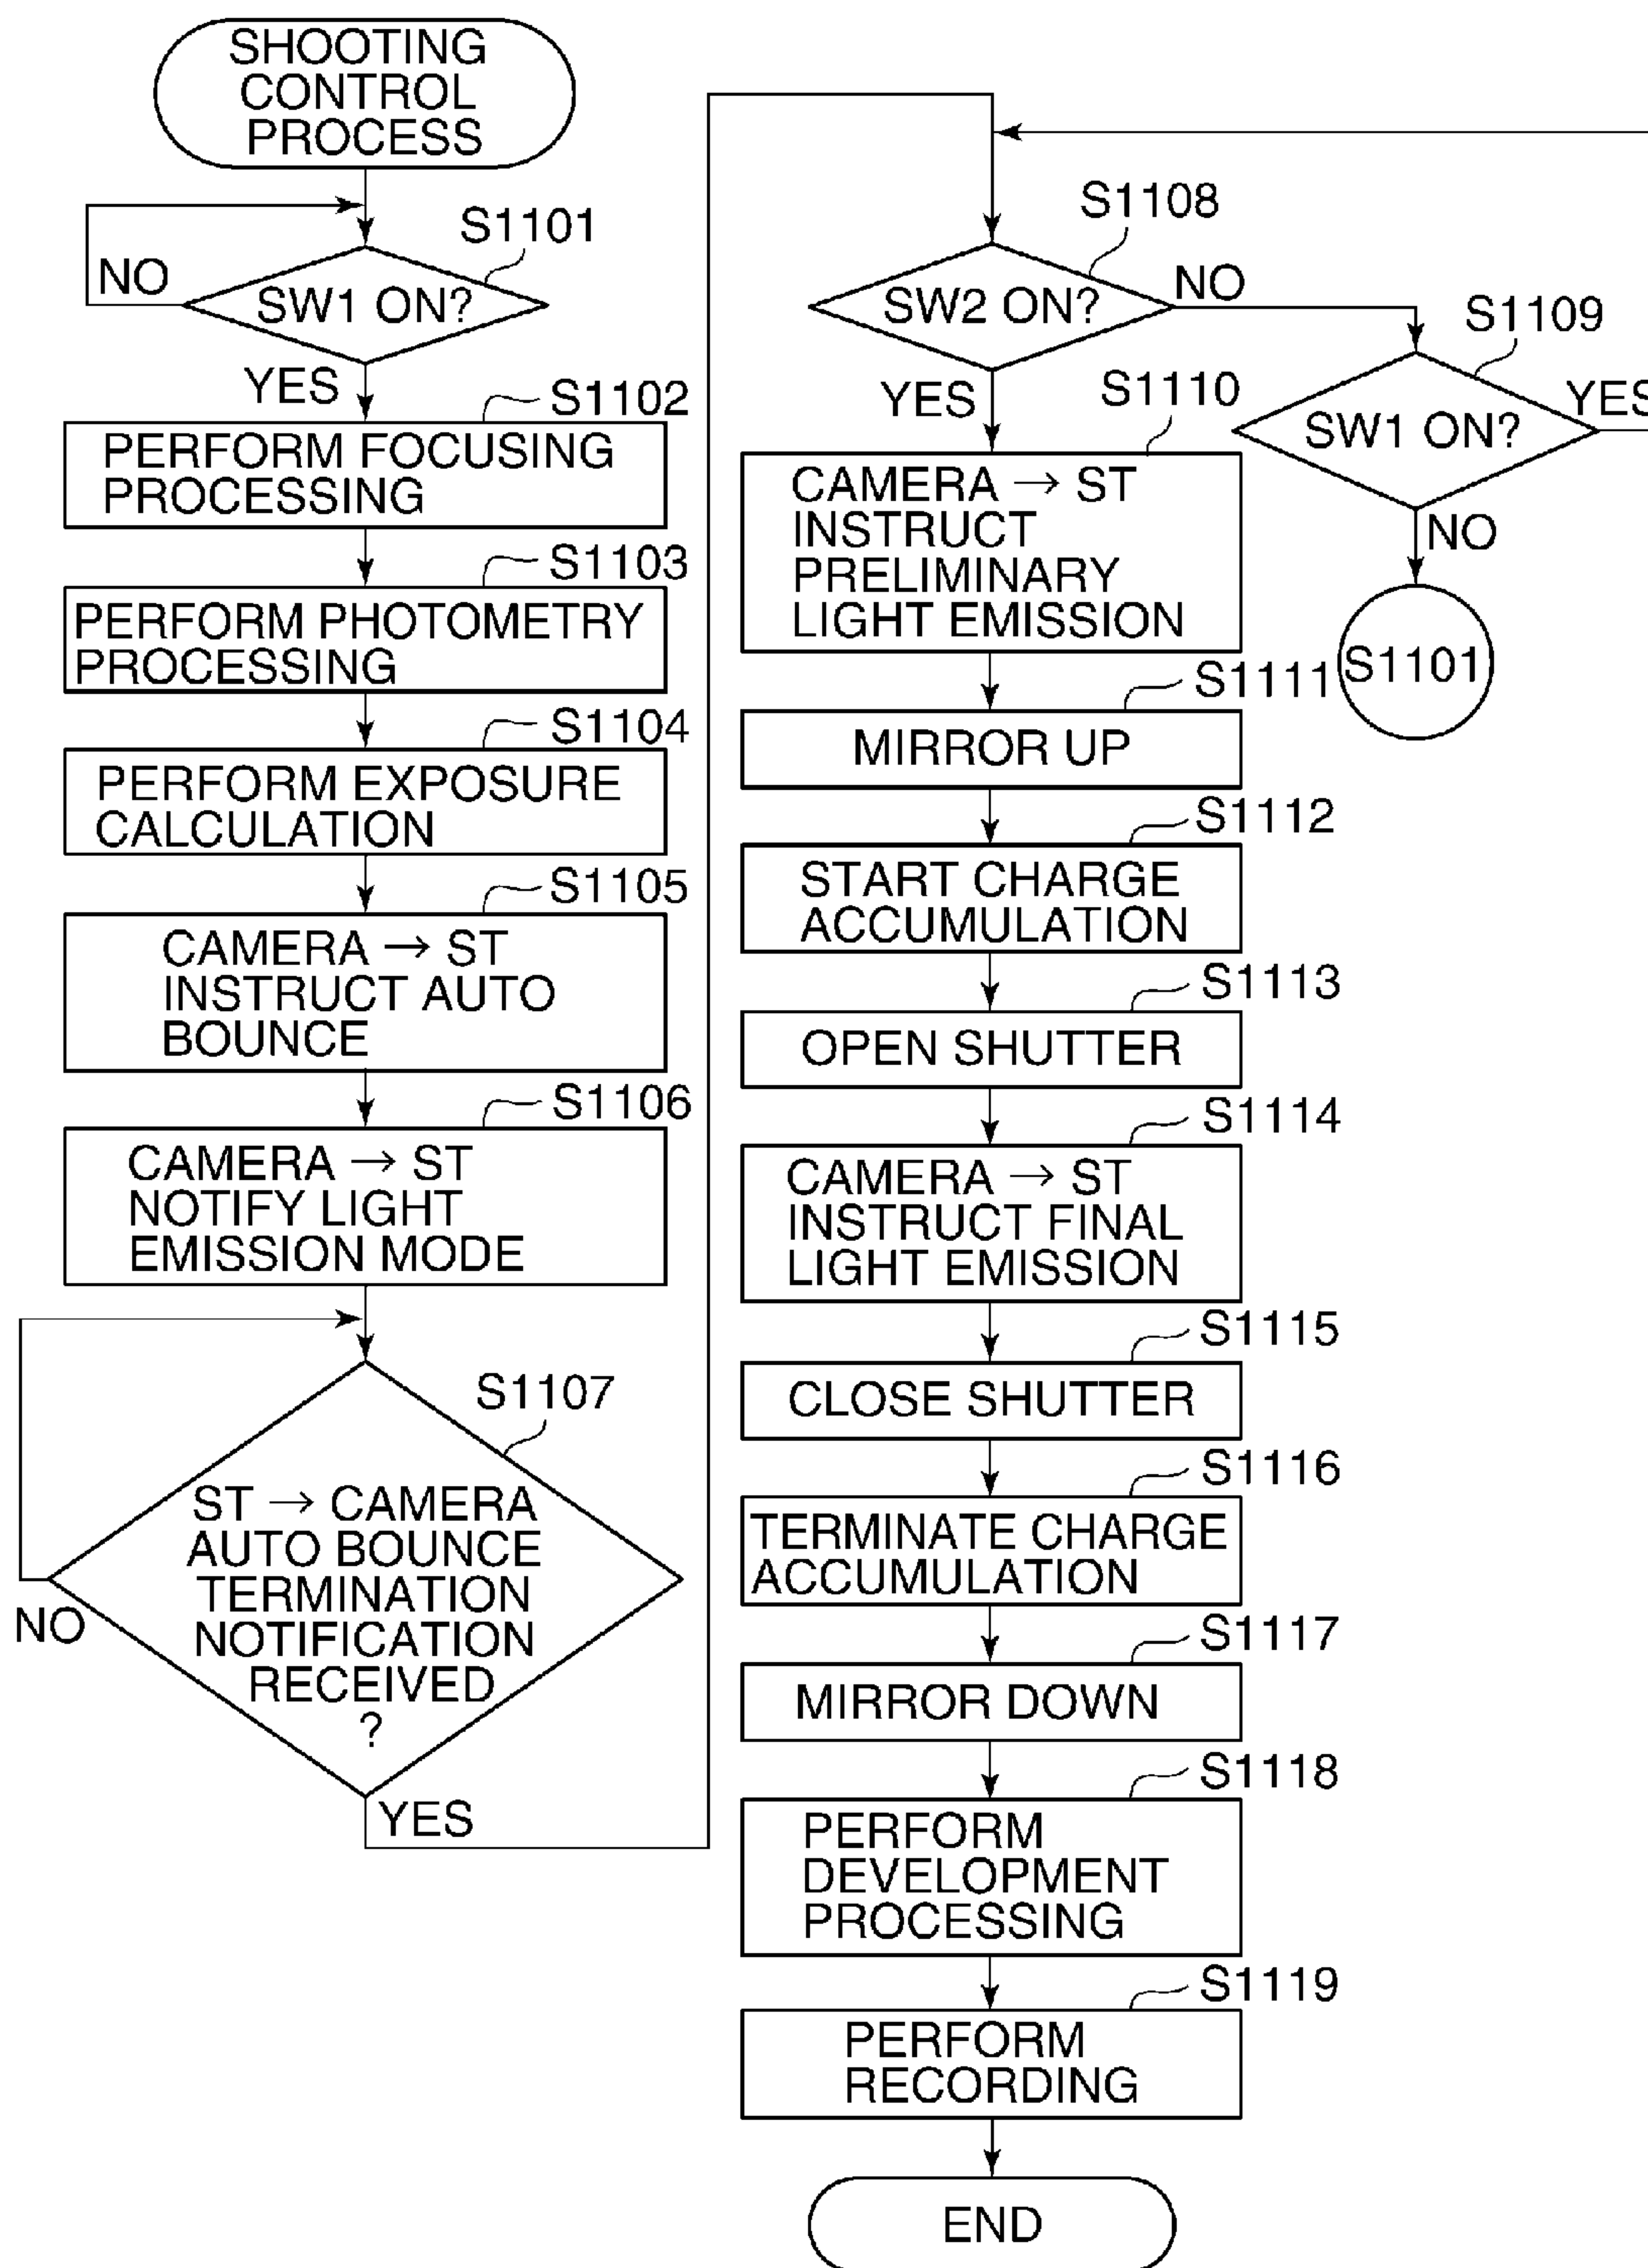 SHOOTING
CONTROL
PROCESS
S1101
NO
SW1 ON?
YES
S1102
PERFORM FOCUSING
PROCESSING
S1103
PERFORM PHOTOMETRY
PROCESSING
S1104
PERFORM EXPOSURE
CALCULATION
S1105
CAMERA → ST
INSTRUCT AUTO
BOUNCE
S1106
CAMERA → ST
NOTIFY LIGHT
EMISSION MODE
S1107
ST → CAMERA
AUTO BOUNCE
TERMINATION
NOTIFICATION
RECEIVED
?
NO
YES
S1108
SW2 ON?
NO
YES
S1109
SW1 ON?
YES
NO
S1101
S1110
CAMERA → ST
INSTRUCT
PRELIMINARY
LIGHT EMISSION
S1111
MIRROR UP
S1112
START CHARGE
ACCUMULATION
S1113
OPEN SHUTTER
S1114
CAMERA → ST
INSTRUCT FINAL
LIGHT EMISSION
S1115
CLOSE SHUTTER
S1116
TERMINATE CHARGE
ACCUMULATION
S1117
MIRROR DOWN
S1118
PERFORM
DEVELOPMENT
PROCESSING
S1119
PERFORM
RECORDING
END